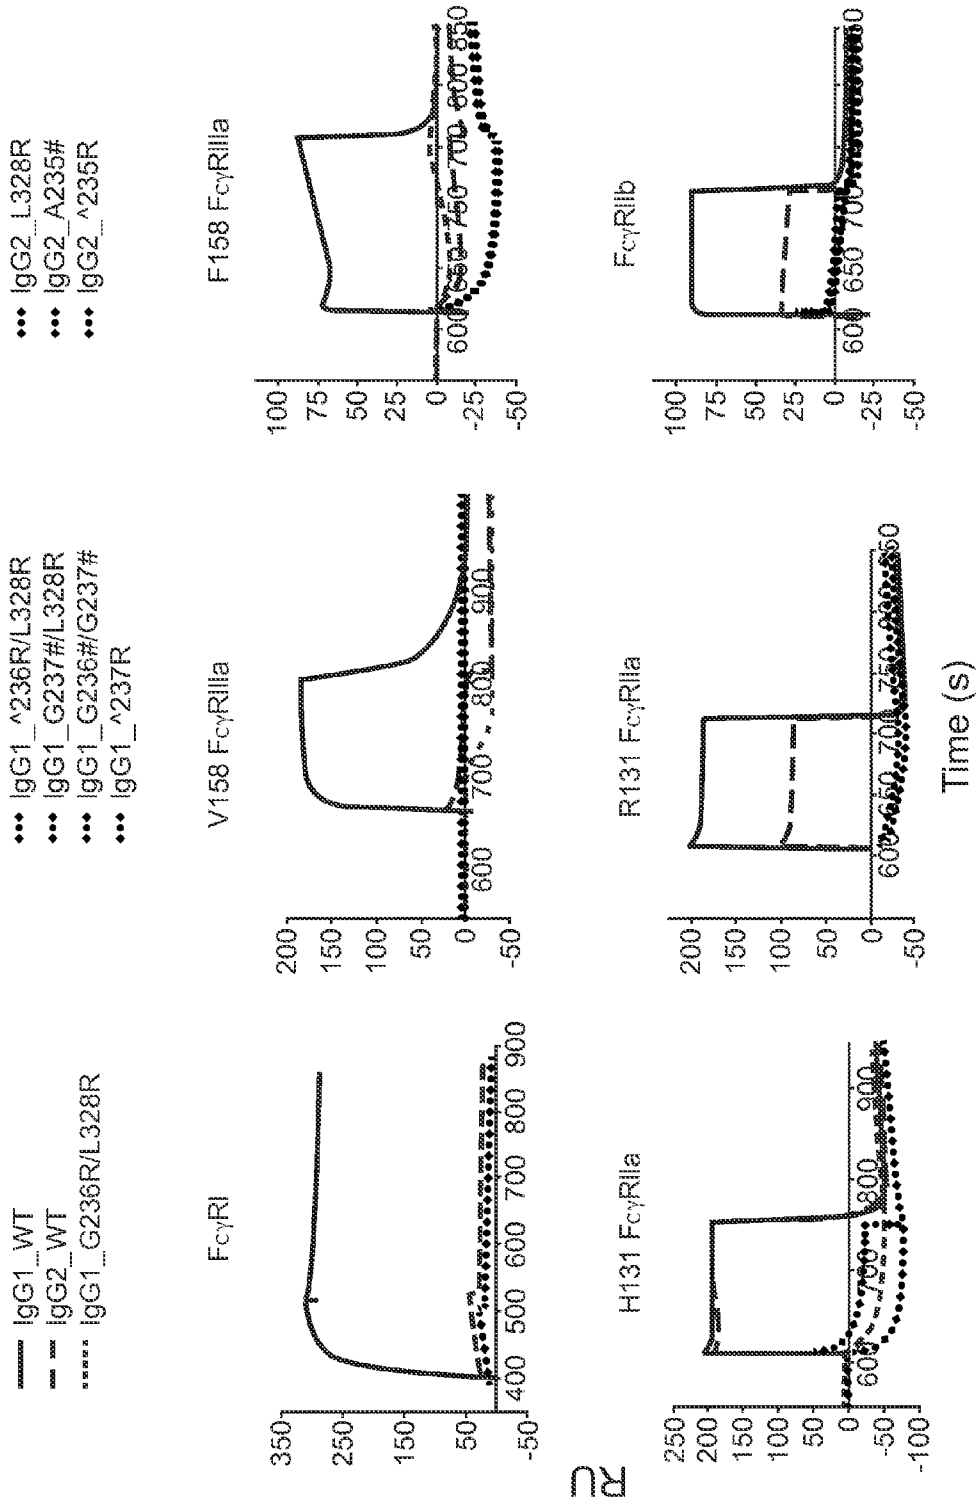 IgG1_WT
IgG2_WT
IgG1_G236R/L328R
IgG1_^236R/L328R
IgG1_G237#/L328R
IgG1_G236#/G237#
IgG1_^237R
IgG2_L328R
IgG2_A235#
IgG2_^235R
FcγRI
350
250
150
50
400 500 600 700 800 900
V158 FcγRIIIa
200
150
100
50
0
-50
600 700 800 900
F158 FcγRIIIa
100
75
50
25
0
-25
-50
600 650 750 700 800 850
RU
H131 FcγRIIa
200
150
100
50
0
-50
-100
600 700 800 900
R131 FcγRIIa
200
150
100
50
0
-50
600 650 700 750 850
FcγRIIb
100
75
50
25
0
-25
-50
600 650 700
Time (s)